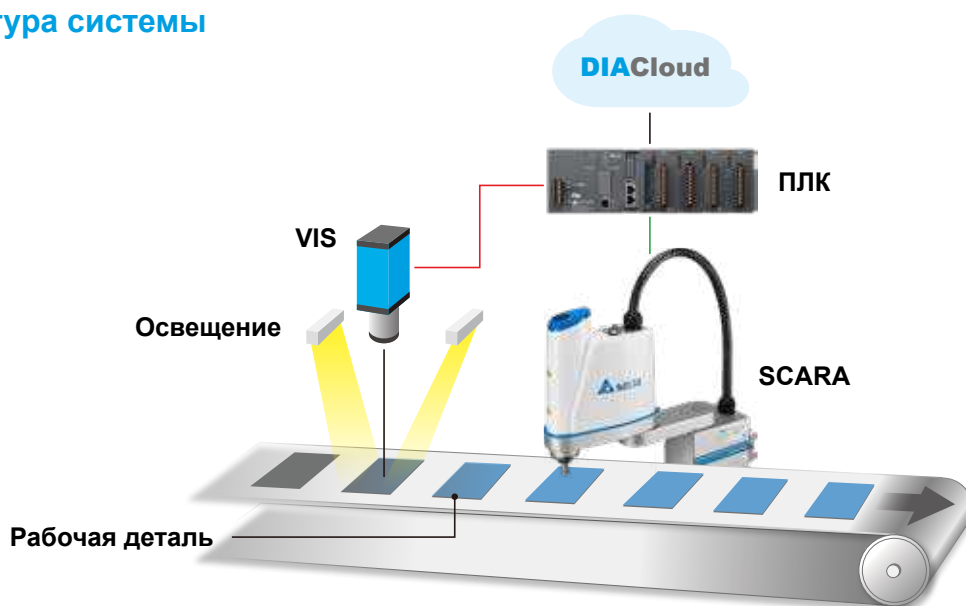 тура системы
DIACloud
ПЛК
VIS
Освещение
SCARA
Рабочая деталь